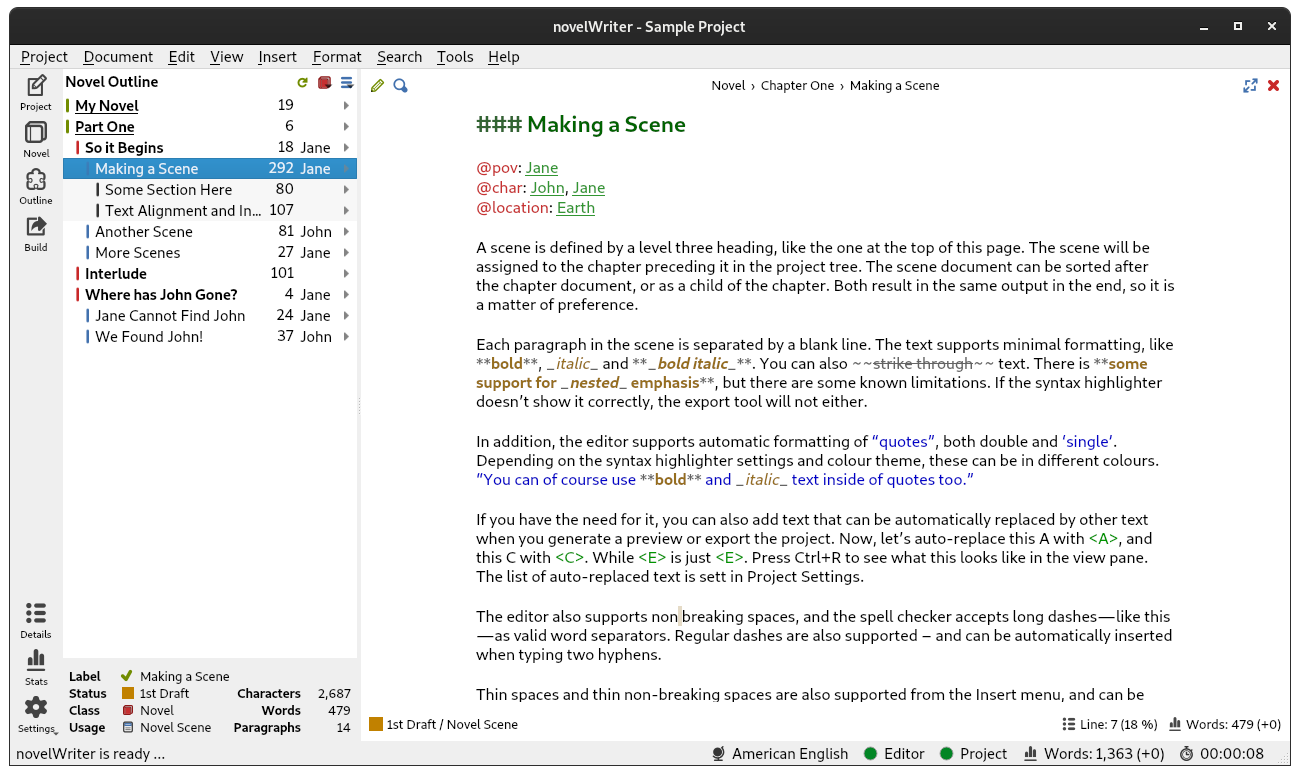 novelWriter - Sample Project
Project Document Edit View Insert Format Search Tools Help
Project
Novel
Outline
Build
Details
Stats
Settings
Novel Outline
My Novel 19
Part One 6
So it Begins 18 Jane
Making a Scene 292 Jane
Some Section Here 80
Text Alignment and In... 107
Another Scene 81 John
More Scenes 27 Jane
Interlude 101
Where has John Gone? 4 Jane
Jane Cannot Find John 24 Jane
We Found John! 37 John
Label Making a Scene
Status 1st Draft Characters 2,687
Class Novel Words 479
Usage Novel Scene Paragraphs 14
Novel › Chapter One › Making a Scene
### Making a Scene
@pov: Jane
@char: John, Jane
@location: Earth
A scene is defined by a level three heading, like the one at the top of this page. The scene will be
assigned to the chapter preceding it in the project tree. The scene document can be sorted after
the chapter document, or as a child of the chapter. Both result in the same output in the end, so it is
a matter of preference.
Each paragraph in the scene is separated by a blank line. The text supports minimal formatting, like
**bold**, _italic_ and **_bold italic_**. You can also ~~strike through~~ text. There is **some
support for _nested_ emphasis**, but there are some known limitations. If the syntax highlighter
doesn’t show it correctly, the export tool will not either.
In addition, the editor supports automatic formatting of “quotes”, both double and ‘single‘.
Depending on the syntax highlighter settings and colour theme, these can be in different colours.
“You can of course use **bold** and _italic_ text inside of quotes too.”
If you have the need for it, you can also add text that can be automatically replaced by other text
when you generate a preview or export the project. Now, let’s auto-replace this A with <A>, and
this C with <C>. While <E> is just <E>. Press Ctrl+R to see what this looks like in the view pane.
The list of auto-replaced text is sett in Project Settings.
The editor also supports non breaking spaces, and the spell checker accepts long dashes—like this
—as valid word separators. Regular dashes are also supported – and can be automatically inserted
when typing two hyphens.
Thin spaces and thin non-breaking spaces are also supported from the Insert menu, and can be
1st Draft / Novel Scene Line: 7 (18 %) Words: 479 (+0)
novelWriter is ready ... American English Editor Project Words: 1,363 (+0) 00:00:08